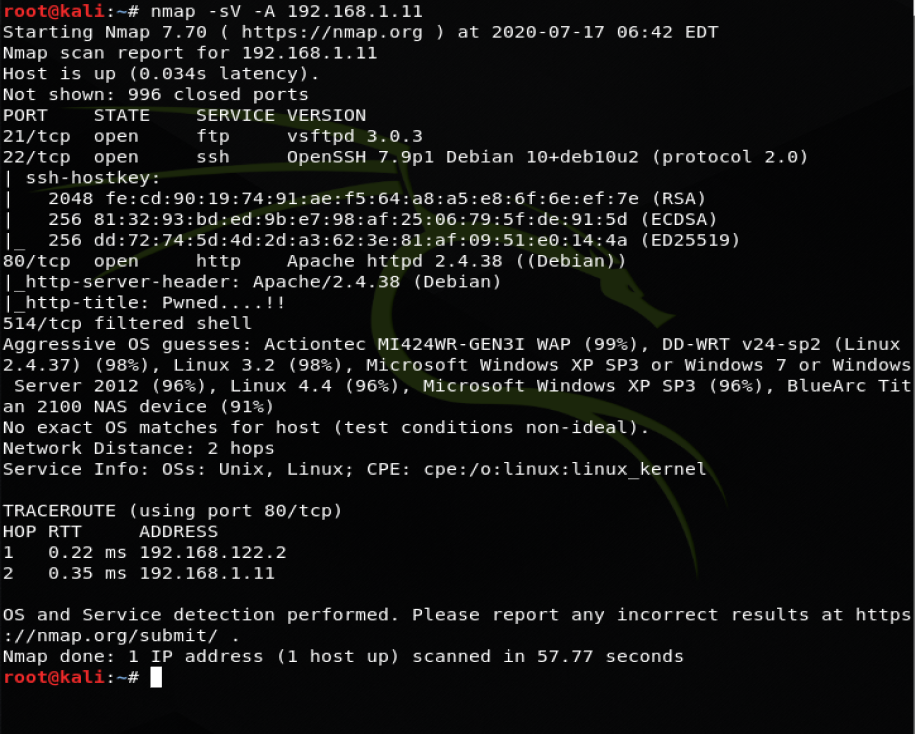 root@kali:~# nmap -sV -A 192.168.1.11
Starting Nmap 7.70 ( https://nmap.org ) at 2020-07-17 06:42 EDT
Nmap scan report for 192.168.1.11
Host is up (0.034s latency).
Not shown: 996 closed ports
PORT    STATE    SERVICE VERSION
21/tcp  open     ftp     vsftpd 3.0.3
22/tcp  open     ssh     OpenSSH 7.9p1 Debian 10+deb10u2 (protocol 2.0)
| ssh-hostkey:
|   2048 fe:cd:90:19:74:91:ae:f5:64:a8:a5:e8:6f:6e:ef:7e (RSA)
|   256 81:32:93:bd:ed:9b:e7:98:af:25:06:79:5f:de:91:5d (ECDSA)
|_  256 dd:72:74:5d:4d:2d:a3:62:3e:81:af:09:51:e0:14:4a (ED25519)
80/tcp  open     http    Apache httpd 2.4.38 ((Debian))
|_http-server-header: Apache/2.4.38 (Debian)
|_http-title: Pwned....!!
514/tcp filtered shell
Aggressive OS guesses: Actiontec MI424WR-GEN3I WAP (99%), DD-WRT v24-sp2 (Linux
2.4.37) (98%), Linux 3.2 (98%), Microsoft Windows XP SP3 or Windows 7 or Windows
 Server 2012 (96%), Linux 4.4 (96%), Microsoft Windows XP SP3 (96%), BlueArc Tit
an 2100 NAS device (91%)
No exact OS matches for host (test conditions non-ideal).
Network Distance: 2 hops
Service Info: OSs: Unix, Linux; CPE: cpe:/o:linux:linux_kernel
TRACEROUTE (using port 80/tcp)
HOP RTT     ADDRESS
1   0.22 ms 192.168.122.2
2   0.35 ms 192.168.1.11
OS and Service detection performed. Please report any incorrect results at https
://nmap.org/submit/ .
Nmap done: 1 IP address (1 host up) scanned in 57.77 seconds
root@kali:~#